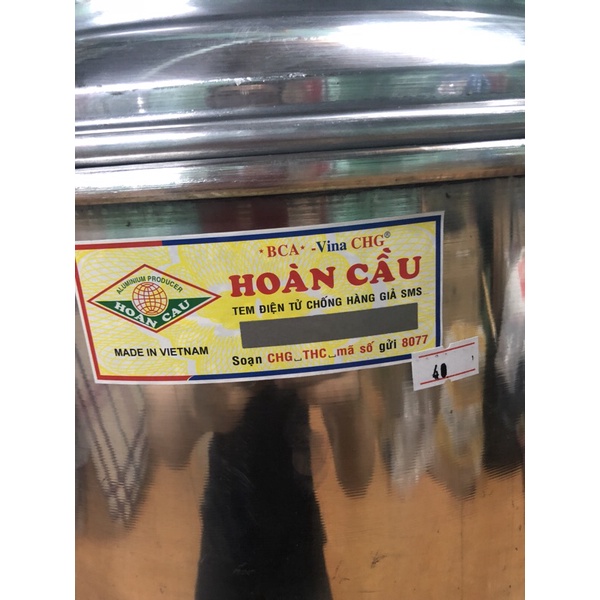 *BCA* -Vina CHG®
HOÀN CẦU
TEM ĐIỆN TỬ CHỐNG HÀNG GIẢ SMS
Soạn CHG_THC_mã số gửi 8077
ALUMINIUM PRODUCER
HOÀN CẦU
MADE IN VIETNAM
40